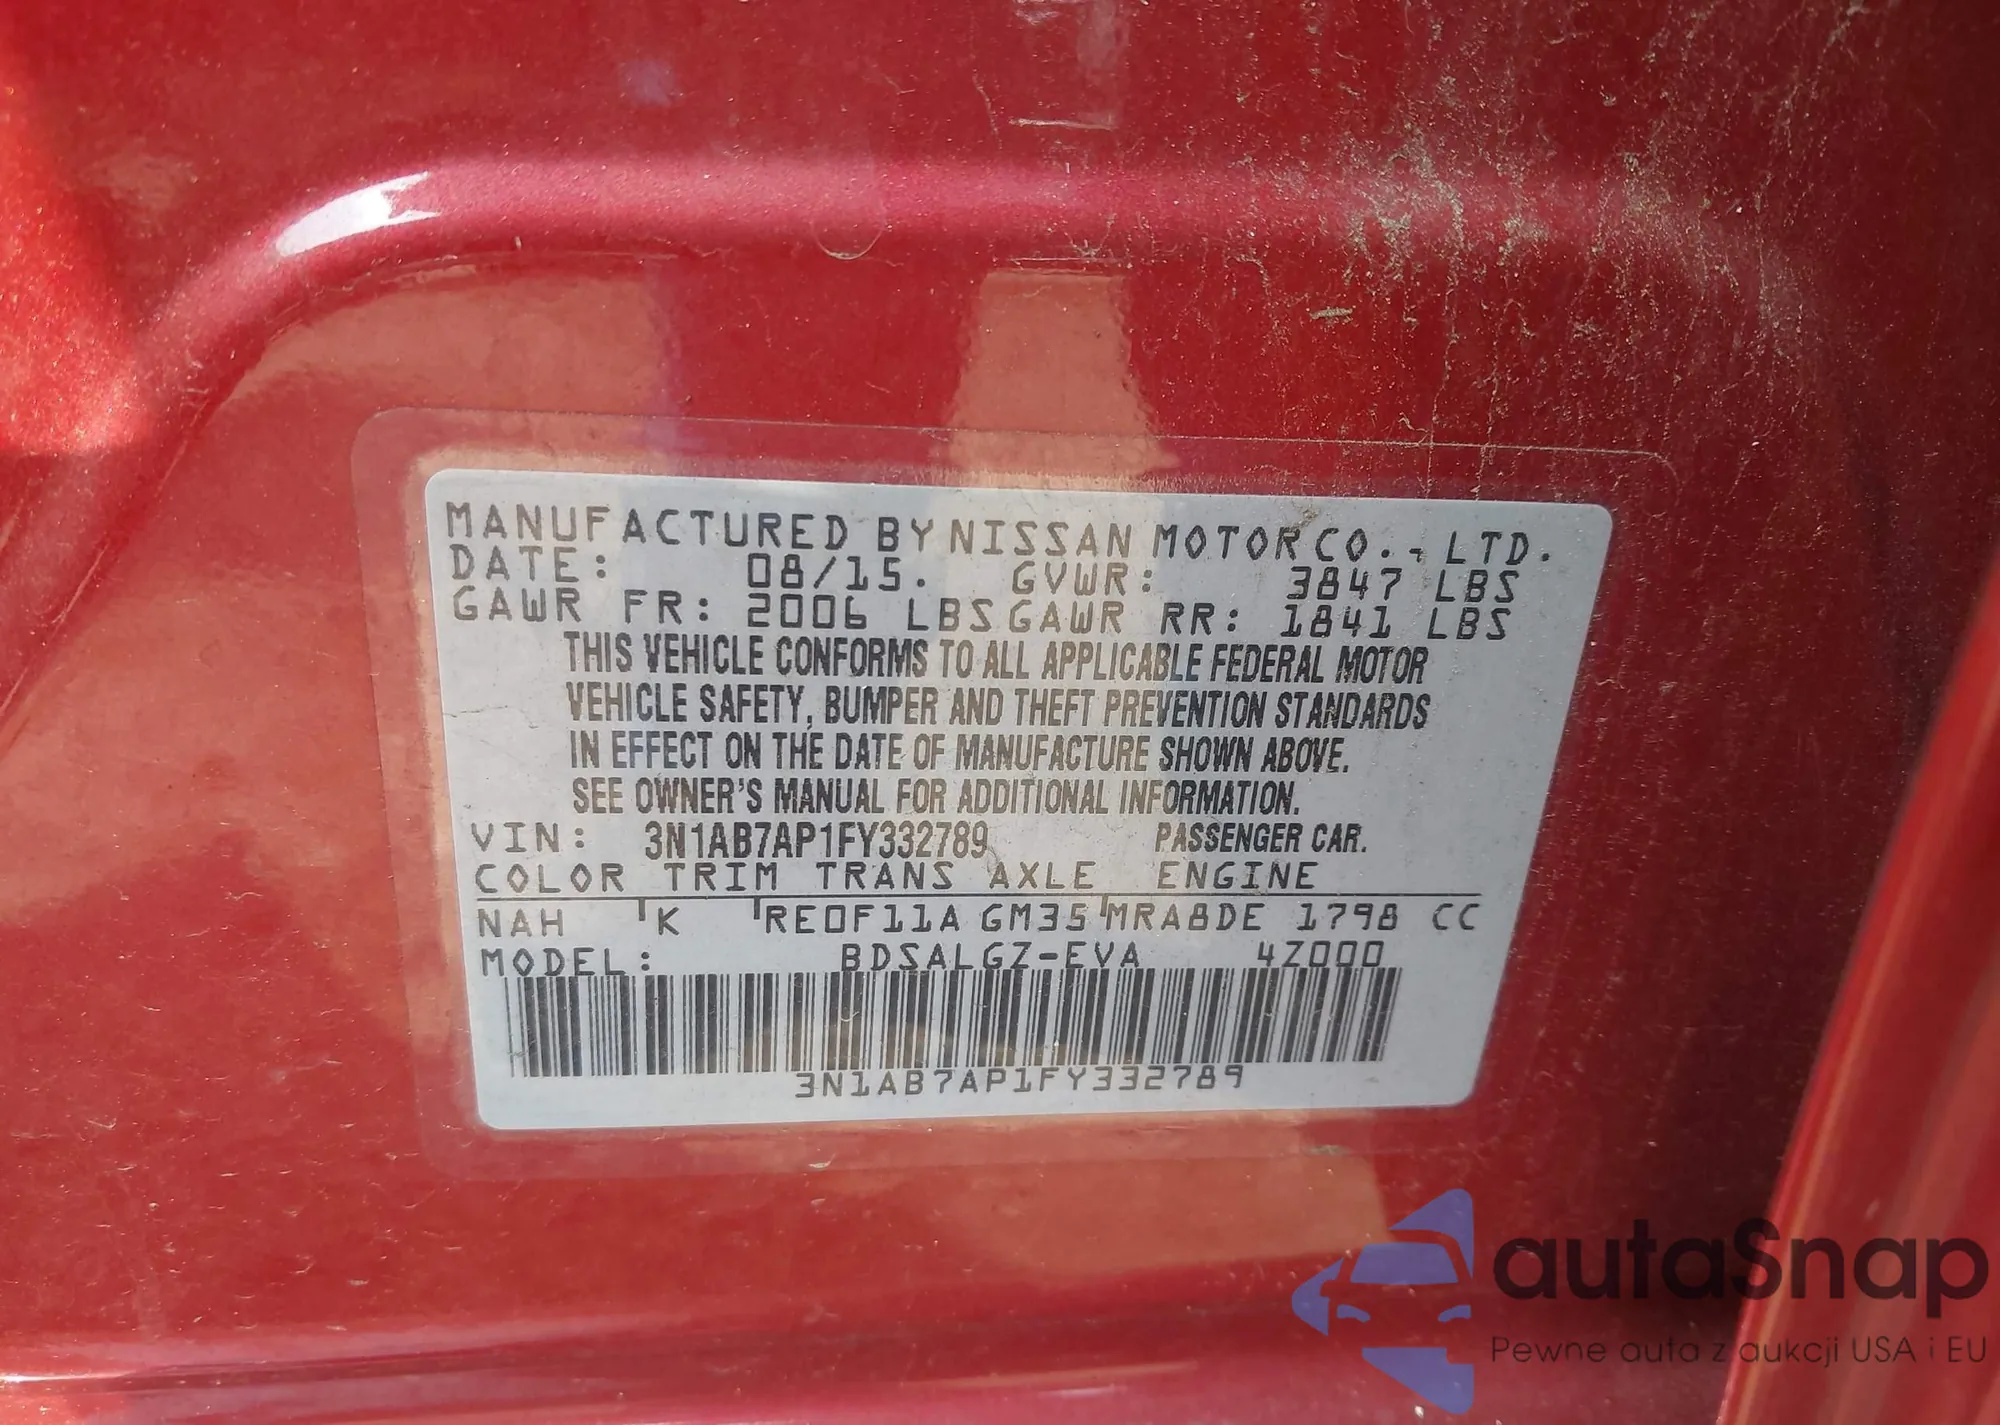 MANUFACTURED BY NISSAN MOTOR CO., LTD.
DATE: 08/15. GVWR: 3847 LBS
GAWR FR: 2006 LBS GAWR RR: 1841 LBS
THIS VEHICLE CONFORMS TO ALL APPLICABLE FEDERAL MOTOR
VEHICLE SAFETY, BUMPER AND THEFT PREVENTION STANDARDS
IN EFFECT ON THE DATE OF MANUFACTURE SHOWN ABOVE.
SEE OWNER'S MANUAL FOR ADDITIONAL INFORMATION.
VIN: 3N1AB7AP1FY332789 PASSENGER CAR.
COLOR TRIM TRANS AXLE ENGINE
NAH K RE0F11A GM35 MRA8DE 1798 CC
MODEL: BDSALGZ-EVA 4Z000
3N1AB7AP1FY332789
autaSnap
Pewne auta z aukcji USA i EU